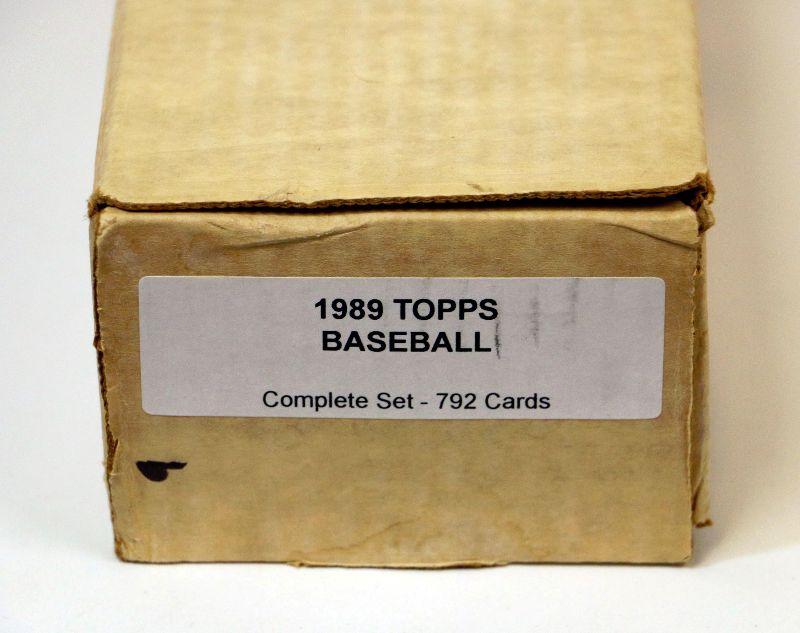 1989 TOPPS
BASEBALL
Complete Set - 792 Cards